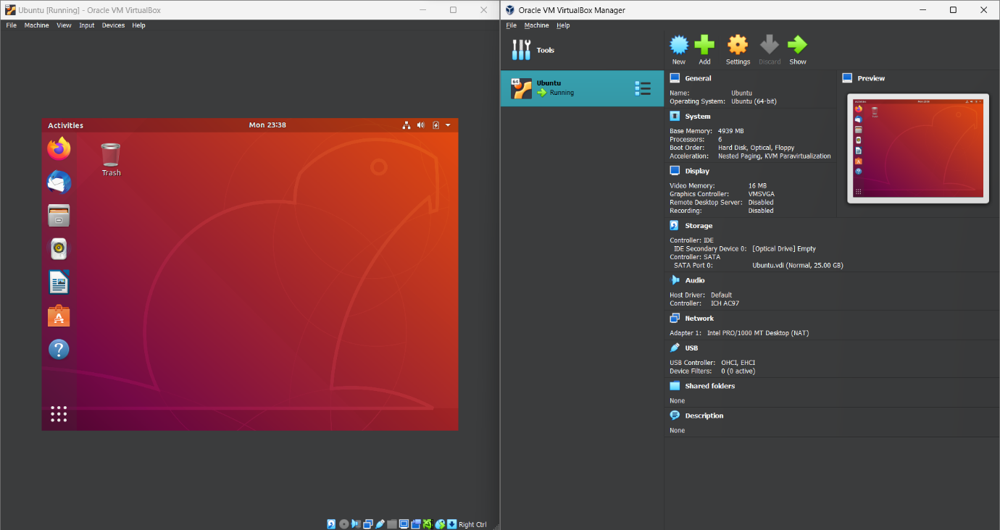 Ubuntu [Running] - Oracle VM VirtualBox
File Machine View Input Devices Help
Activities
Mon 23:38
Trash
Right Ctrl
Oracle VM VirtualBox Manager
File Machine Help
Tools
64
Ubuntu
Running
New Add Settings Discard Show
General
Name: Ubuntu
Operating System: Ubuntu (64-bit)
Preview
System
Base Memory: 4939 MB
Processors: 6
Boot Order: Hard Disk, Optical, Floppy
Acceleration: Nested Paging, KVM Paravirtualization
Display
Video Memory: 16 MB
Graphics Controller: VMSVGA
Remote Desktop Server: Disabled
Recording: Disabled
Storage
Controller: IDE
IDE Secondary Device 0: [Optical Drive] Empty
Controller: SATA
SATA Port 0: Ubuntu.vdi (Normal, 25.00 GB)
Audio
Host Driver: Default
Controller: ICH AC97
Network
Adapter 1: Intel PRO/1000 MT Desktop (NAT)
USB
USB Controller: OHCI, EHCI
Device Filters: 0 (0 active)
Shared folders
None
Description
None